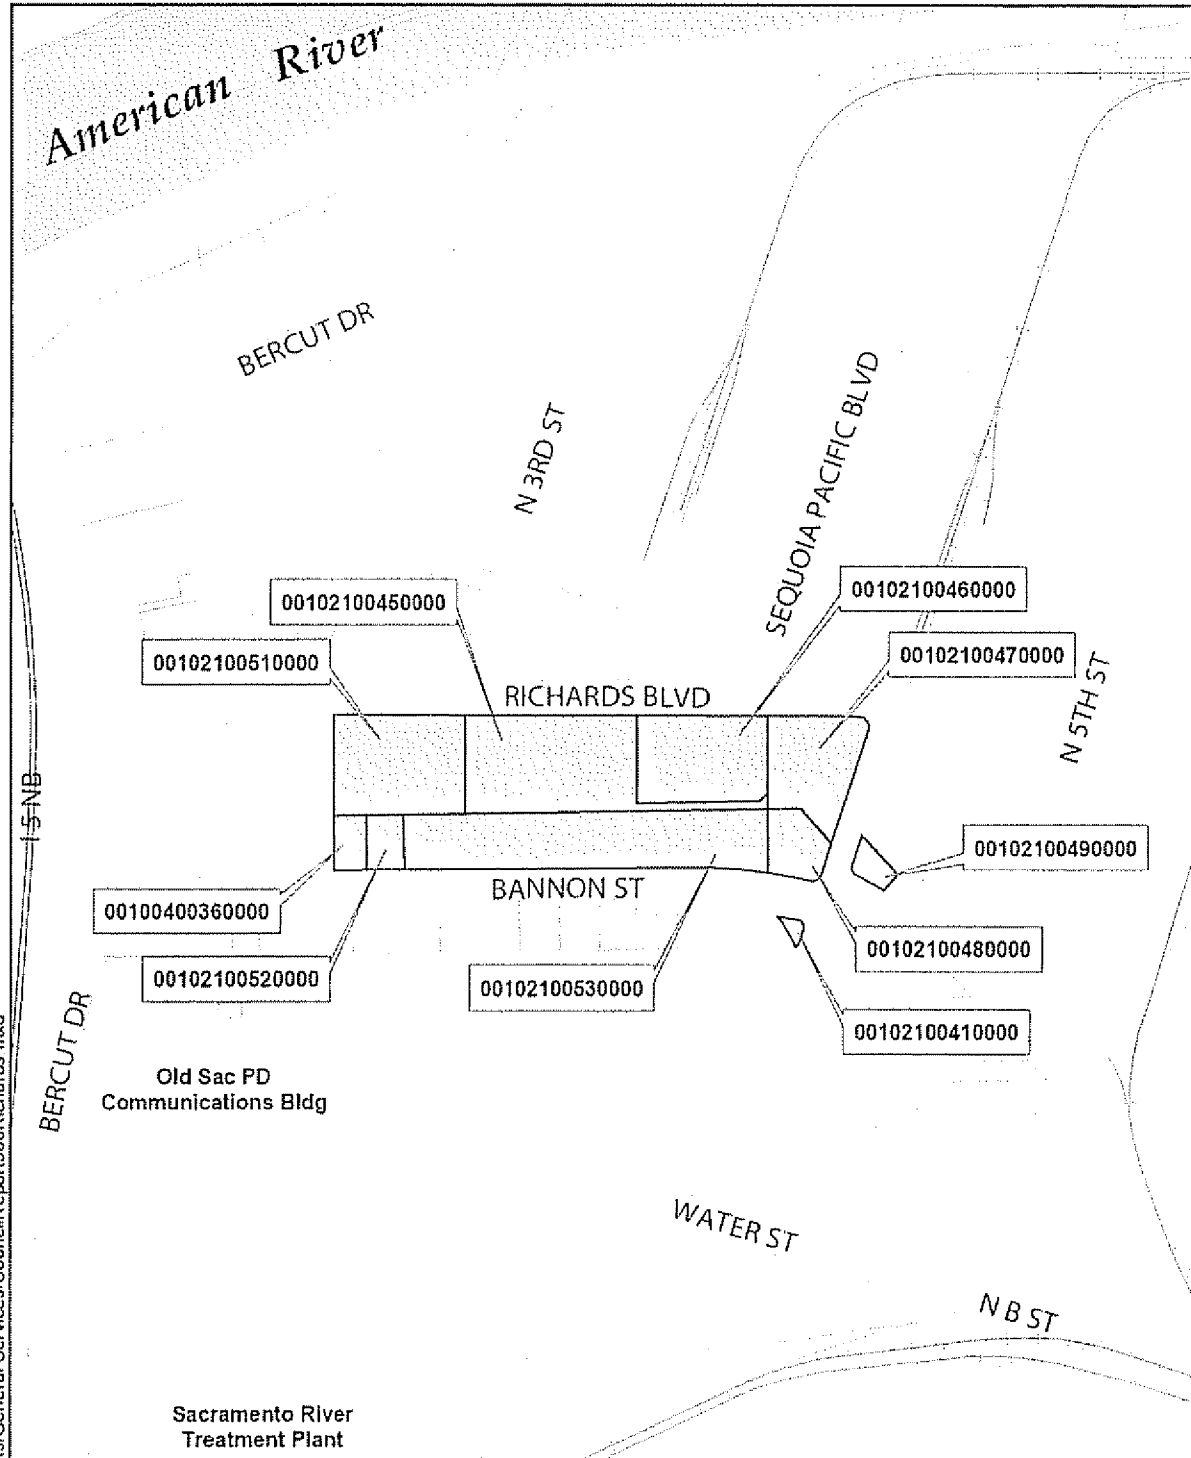 American River
BERCUT DR
N 3RD ST
SEQUOIA PACIFIC BLVD
00102100450000
00102100460000
00102100510000
00102100470000
RICHARDS BLVD
N 5TH ST
I 5 NB
00102100490000
BANNON ST
00100400360000
00102100480000
00102100520000
00102100530000
00102100410000
BERCUT DR
Old Sac PD
Communications Bldg
WATER ST
N B ST
Sacramento River
Treatment Plant